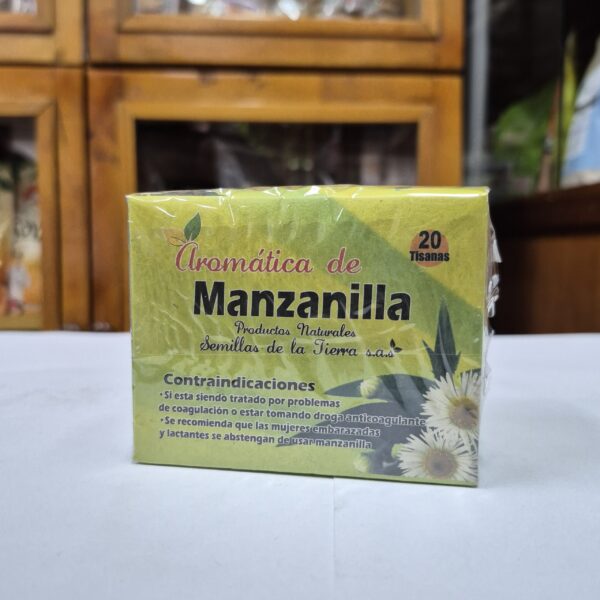 Aromática de
20
Tisanas
Manzanilla
Productos Naturales
Semillas de la Tierra s.a.s
Contraindicaciones
•Si esta siendo tratado por problemas
de coagulación o estar tomando droga anticoagulante
•Se recomienda que las mujeres embarazadas
y lactantes se abstengan de usar manzanilla